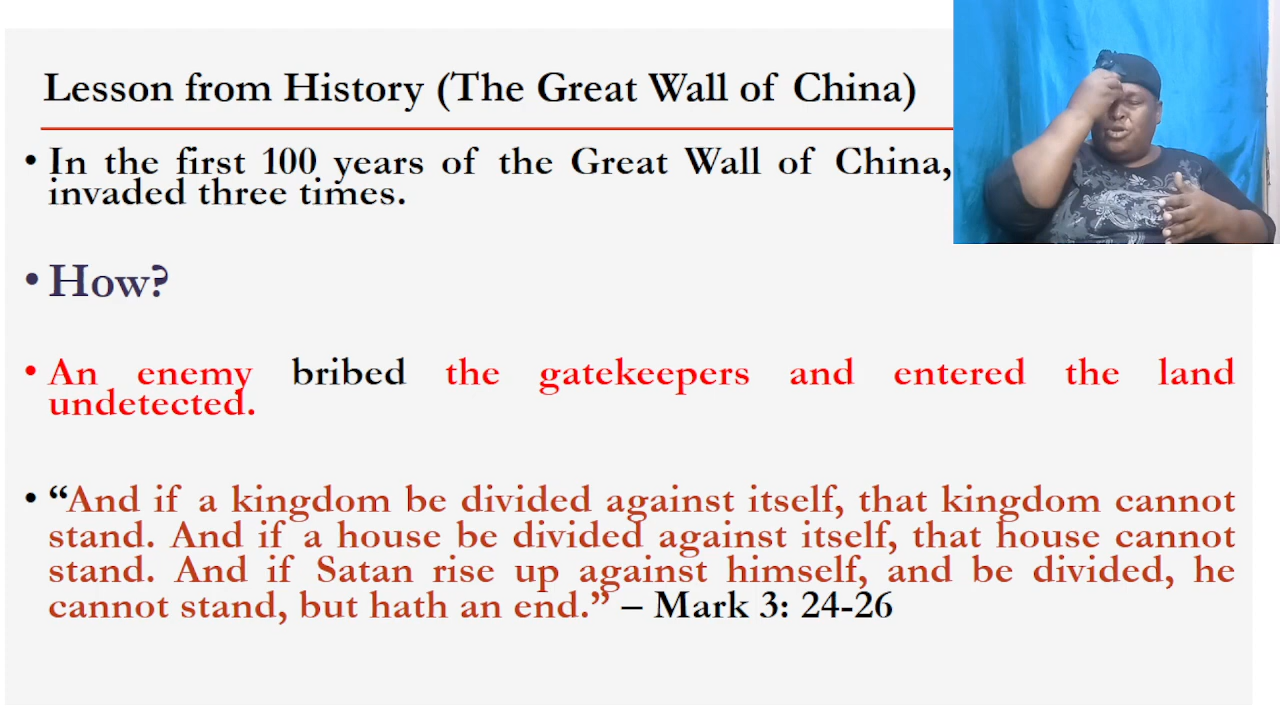 Lesson from History (The Great Wall of China)
• In the first 100 years of the Great Wall of China,
invaded three times.
• How?
• An enemy bribed the gatekeepers and entered the land
undetected.
• “And if a kingdom be divided against itself, that kingdom cannot
stand. And if a house be divided against itself, that house cannot
stand. And if Satan rise up against himself, and be divided, he
cannot stand, but hath an end.” – Mark 3: 24-26